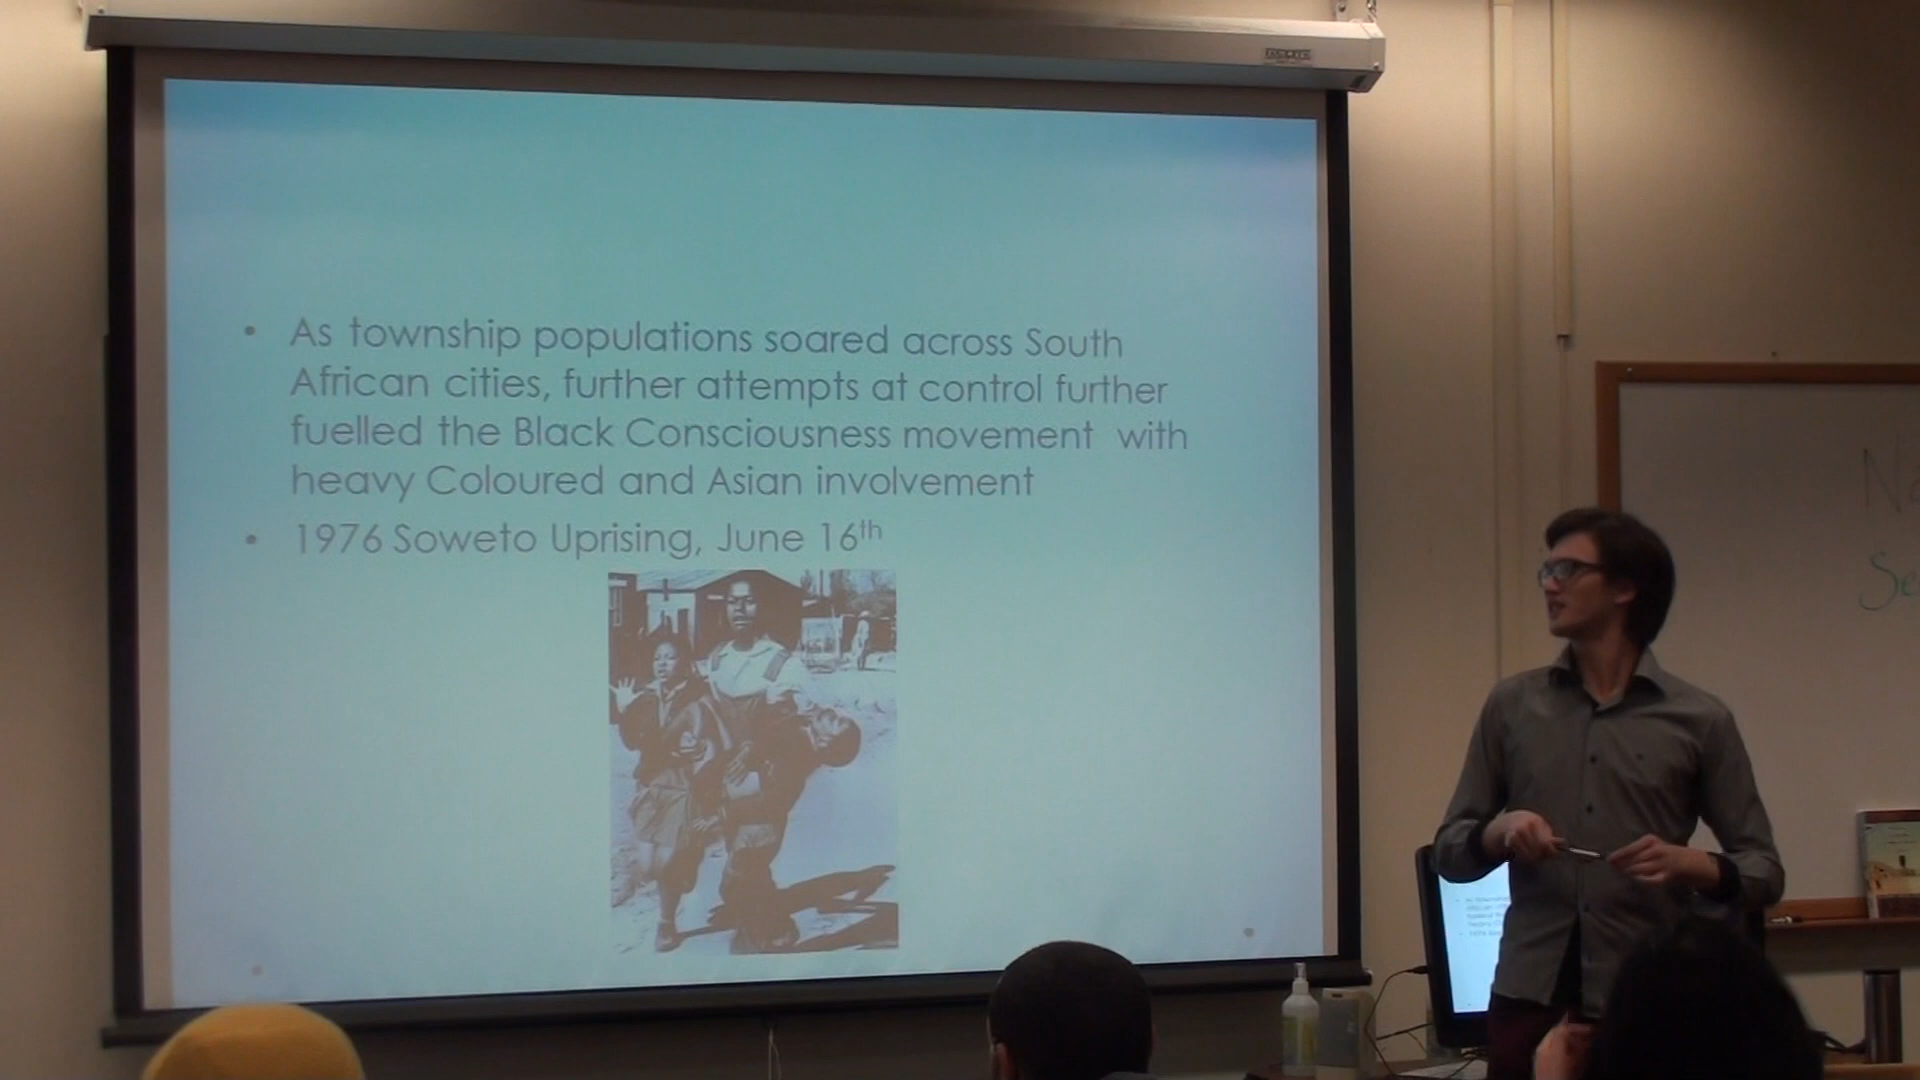 • As township populations soared across South
African cities, further attempts at control further
fuelled the Black Consciousness movement with
heavy Coloured and Asian involvement
• 1976 Soweto Uprising, June 16th